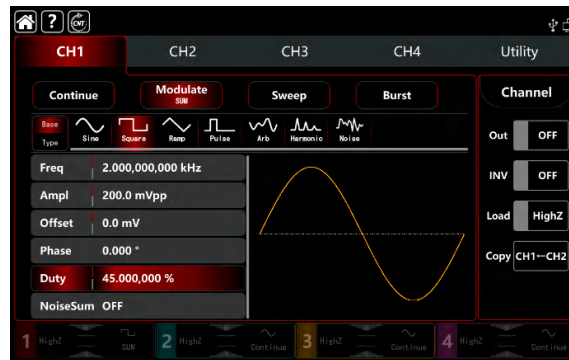 ? CNT
CH1 CH2 CH3 CH4 Utility
Continue Modulate Sweep Burst Channel
SUM
Base
Type Sine Square Ramp Pulse Arb Harmonic Noise
Out OFF
Freq 2.000,000,000 kHz
INV OFF
Ampl 200.0 mVpp
Offset 0.0 mV
Load HighZ
Phase 0.000 °
Copy CH1←CH2
Duty 45.000,000 %
NoiseSum OFF
1 HighZ SUM 2 HighZ Continue 3 HighZ Continue 4 HighZ Continue